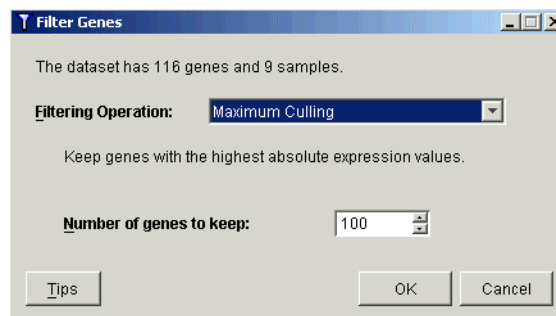 Filter Genes
The dataset has 116 genes and 9 samples.
Filtering Operation: Maximum Culling
Keep genes with the highest absolute expression values.
Number of genes to keep: 100
Tips OK Cancel